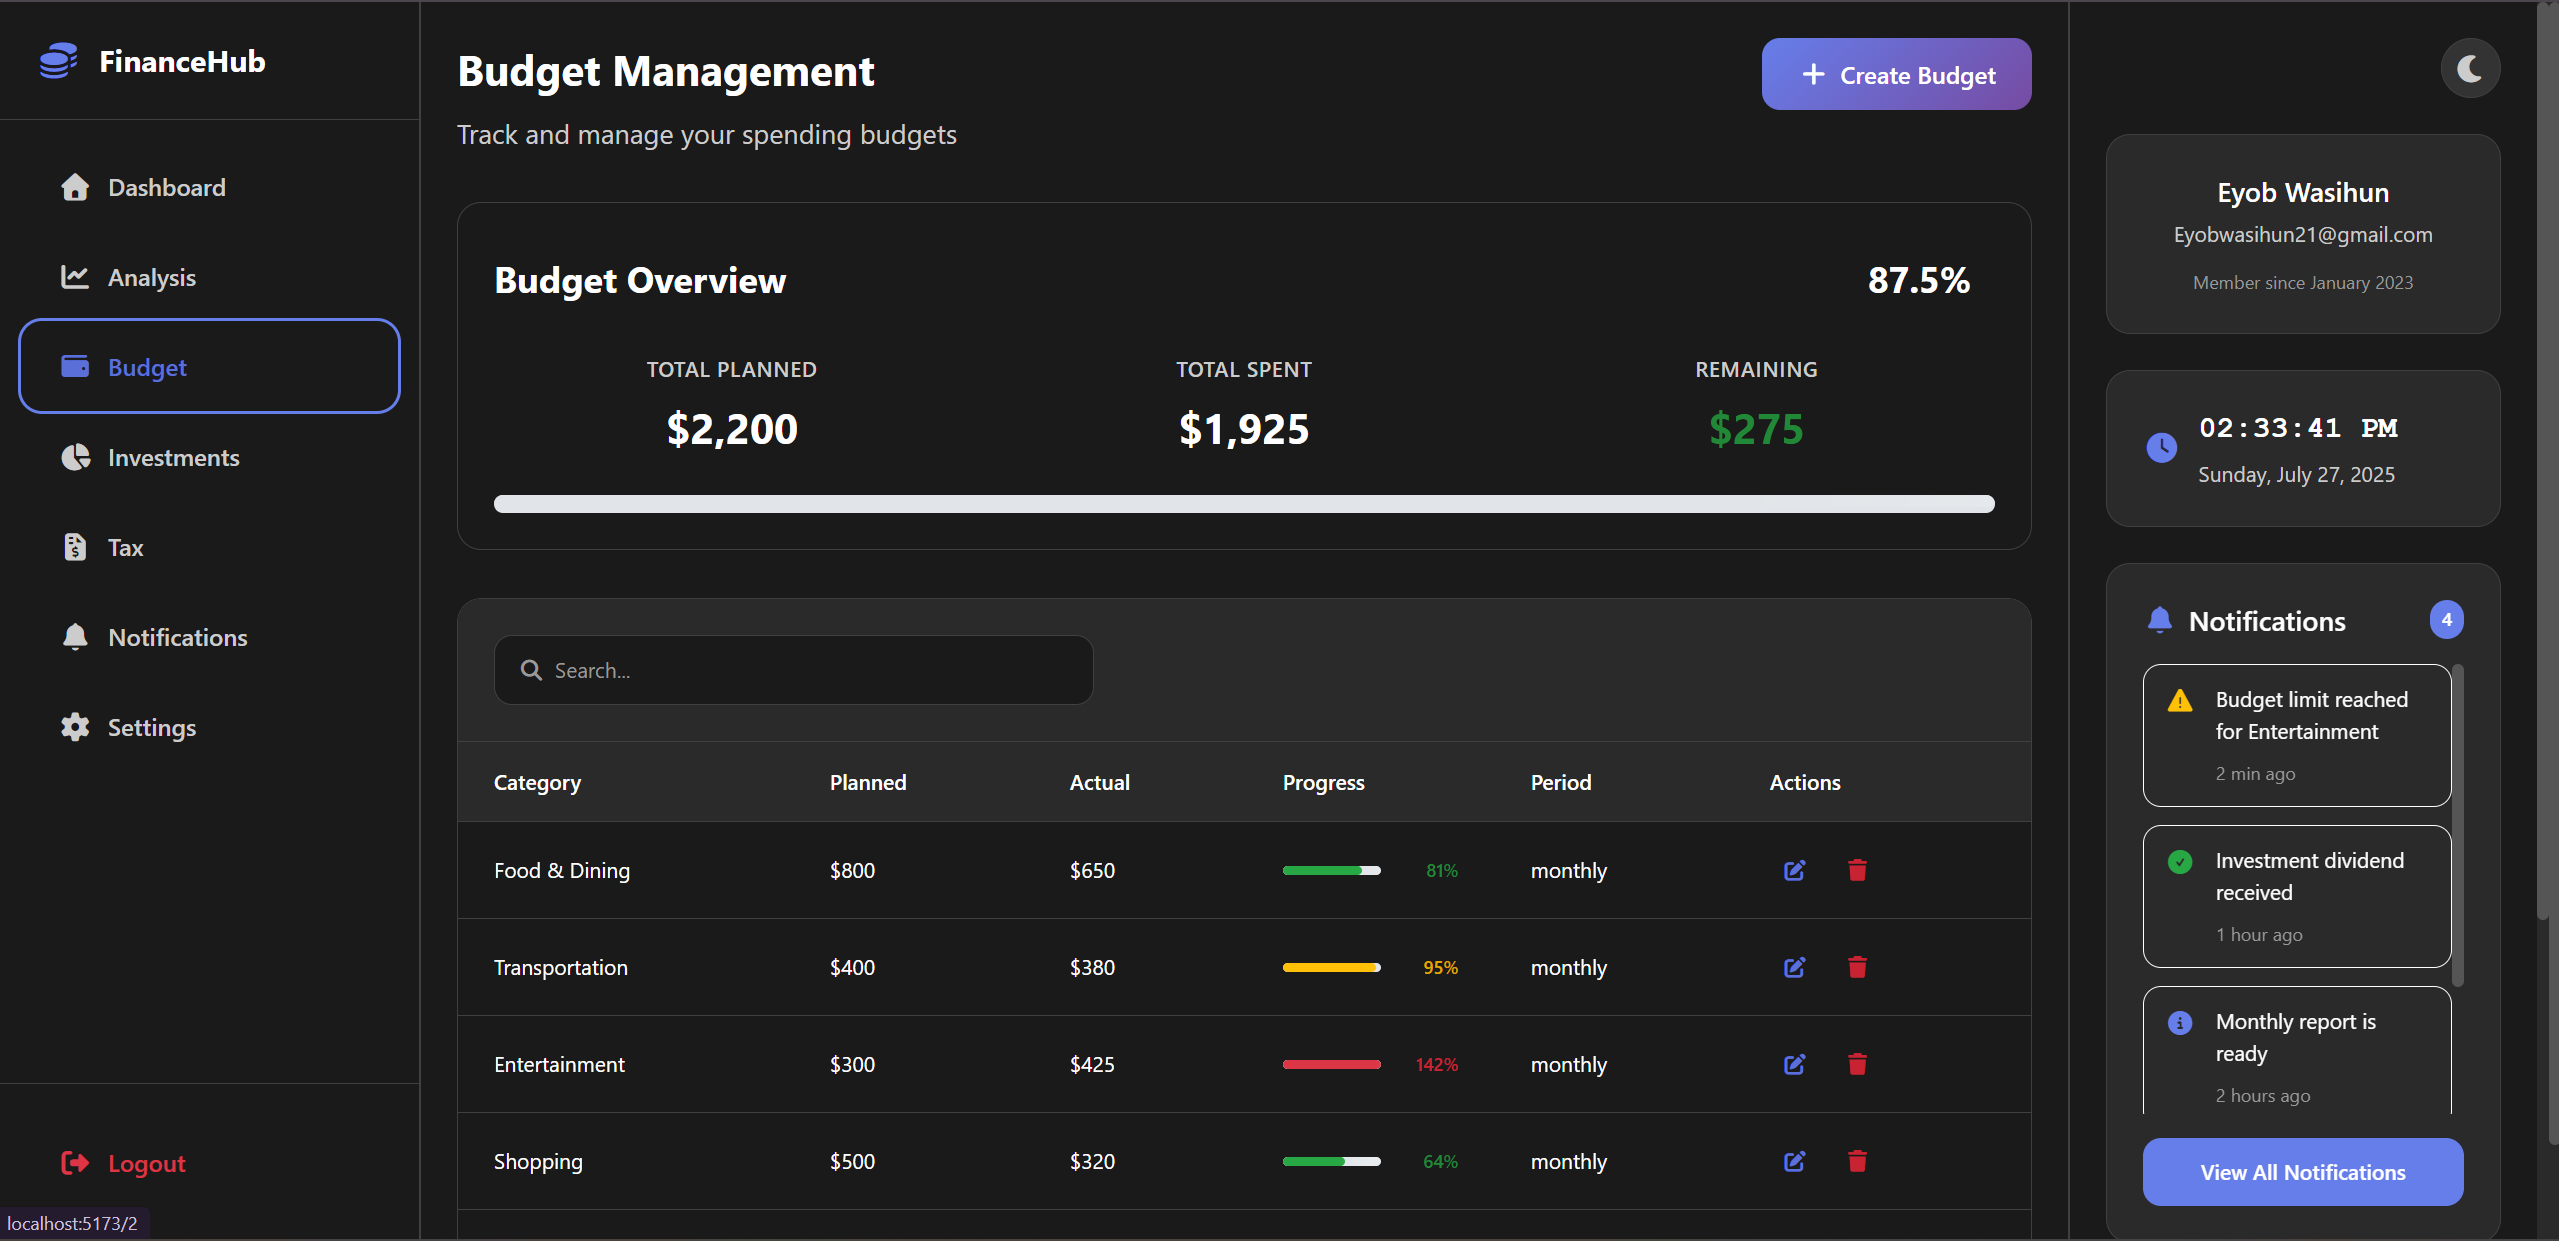 FinanceHub
Dashboard
Analysis
Budget
Investments
Tax
Notifications
Settings
Logout
localhost:5173/2
Budget Management
Track and manage your spending budgets
Create Budget
Budget Overview
87.5%
TOTAL PLANNED
$2,200
TOTAL SPENT
$1,925
REMAINING
$275
Search...
Category Planned Actual Progress Period Actions
Food & Dining $800 $650 81% monthly
Transportation $400 $380 95% monthly
Entertainment $300 $425 142% monthly
Shopping $500 $320 64% monthly
Eyob Wasihun
Eyobwasihun21@gmail.com
Member since January 2023
02:33:41 PM
Sunday, July 27, 2025
Notifications 4
Budget limit reached
for Entertainment
2 min ago
Investment dividend
received
1 hour ago
Monthly report is
ready
2 hours ago
View All Notifications